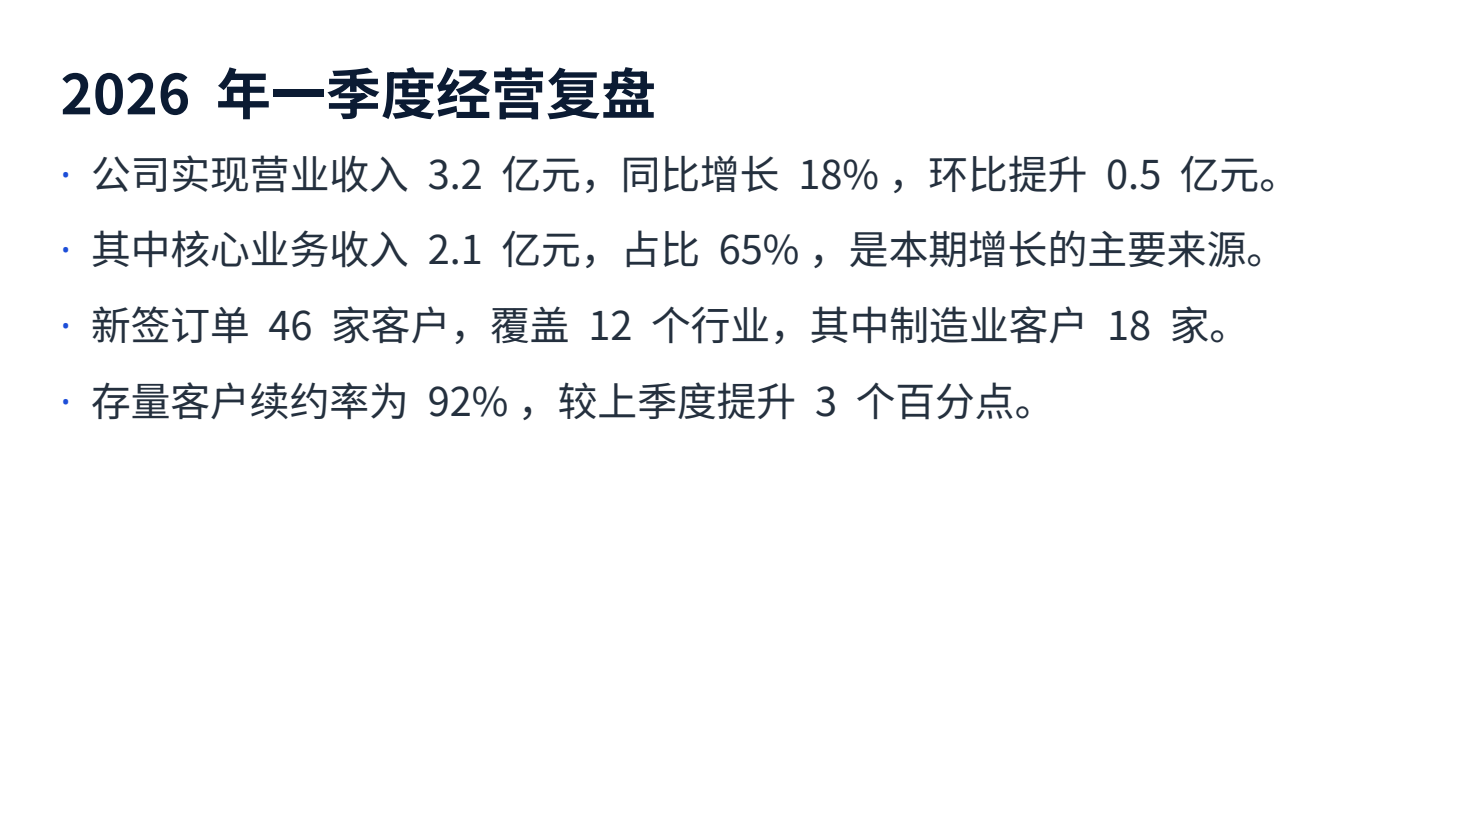 2026 年一季度经营复盘
· 公司实现营业收入 3.2 亿元，同比增长 18% ，环比提升 0.5 亿元。
· 其中核心业务收入 2.1 亿元，占比 65% ，是本期增长的主要来源。
· 新签订单 46 家客户，覆盖 12 个行业，其中制造业客户 18 家。
· 存量客户续约率为 92% ，较上季度提升 3 个百分点。